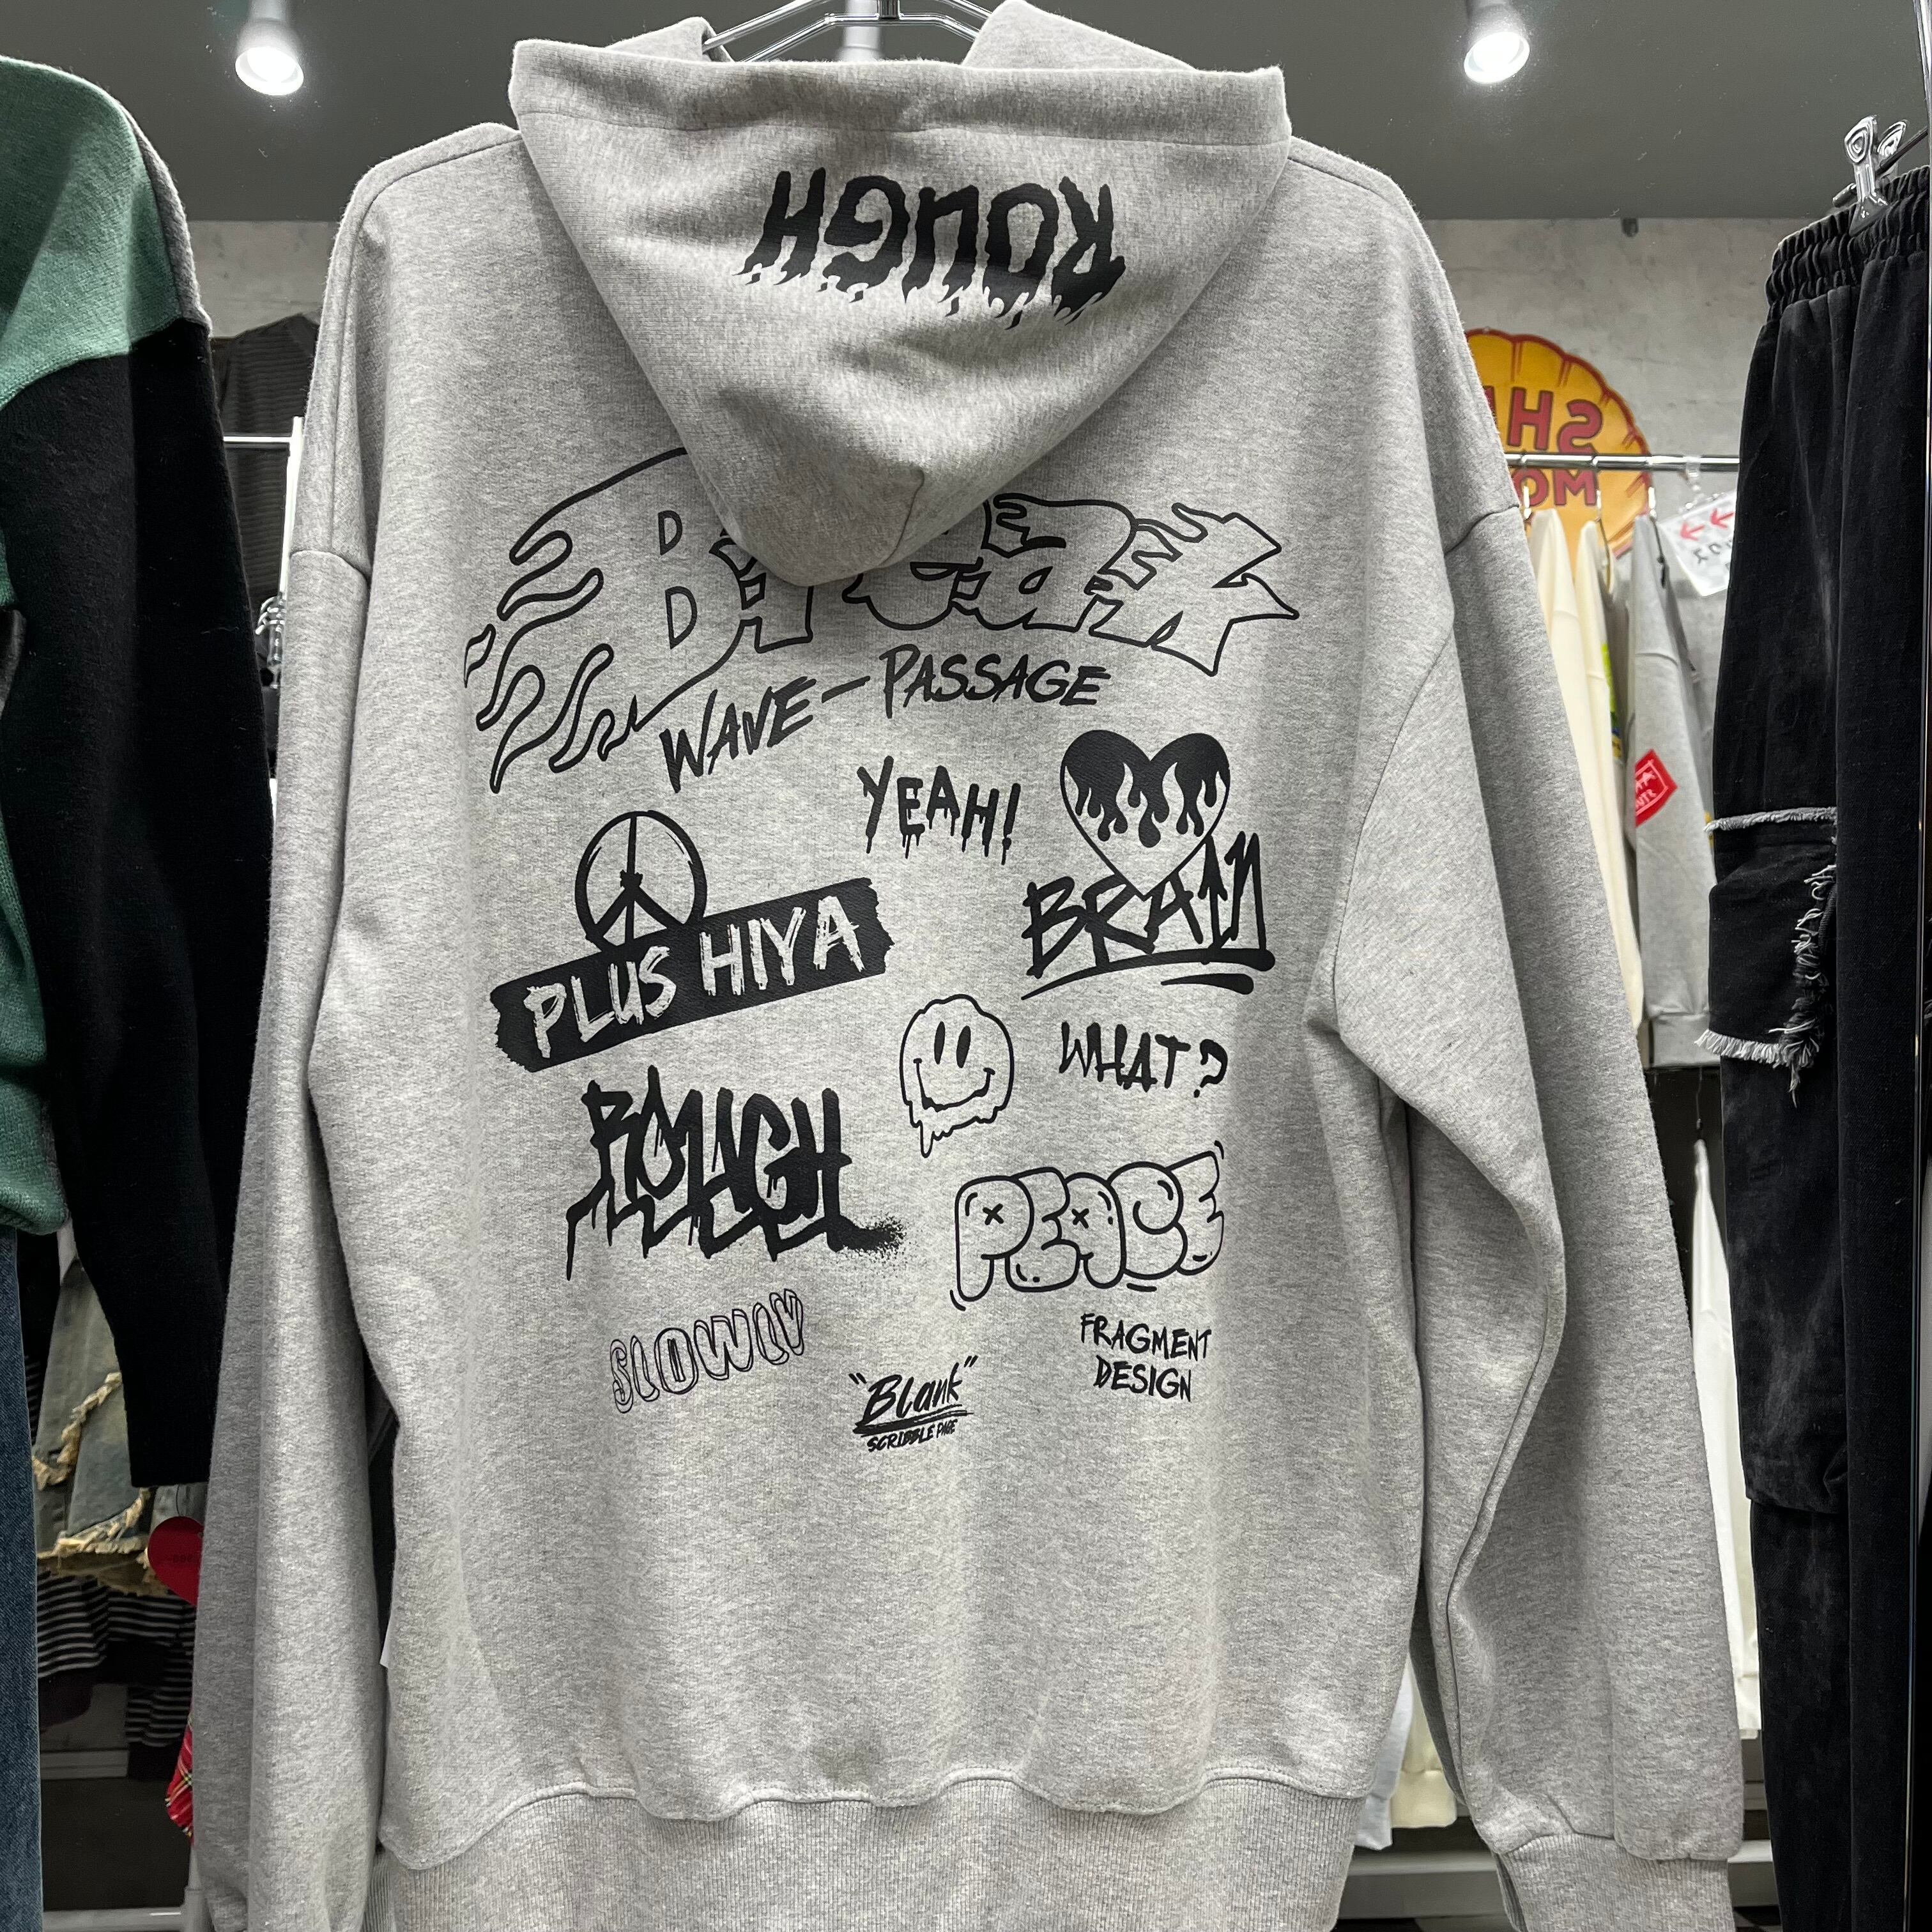 ROUGH
Break
WAVE-PASSAGE
YEAH!
BRAIN
PLUS HIYA
WHAT?
ROUGH
PEACE
SLOWLY
FRAGMENT
DESIGN
"Blank"
SCRIBBLE PAGE